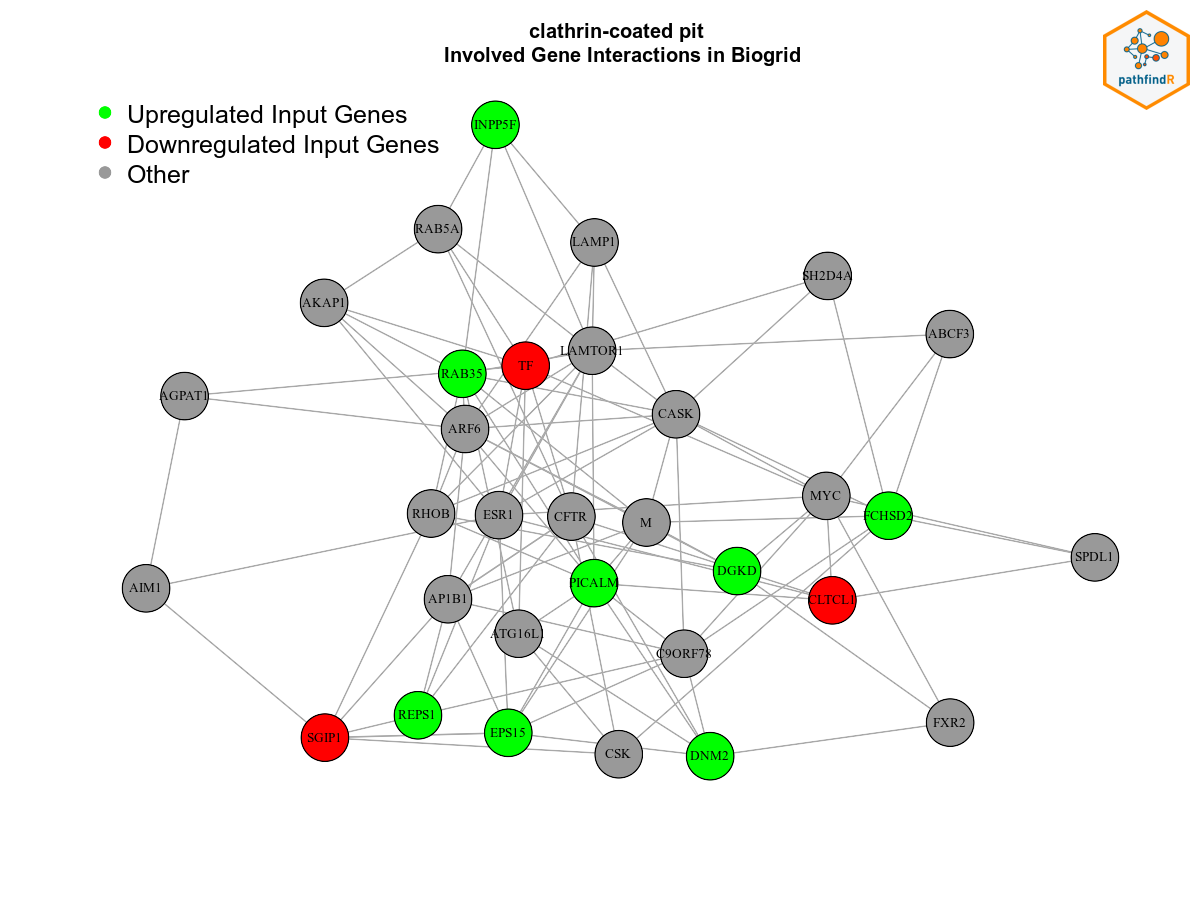 clathrin-coated pit
Involved Gene Interactions in Biogrid
pathfindR
Upregulated Input Genes
Downregulated Input Genes
Other
INPP5F
RAB5A
LAMP1
SH2D4A
AKAP1
ABCF3
LAMTOR1
TF
RAB35
AGPAT1
CASK
ARF6
MYC
RHOB
ESR1
CFTR
M
FCHSD2
SPDL1
DGKD
PICALM
AIM1
AP1B1
CLTCL1
ATG16L1
C9ORF78
REPS1
FXR2
SGIP1
EPS15
CSK
DNM2